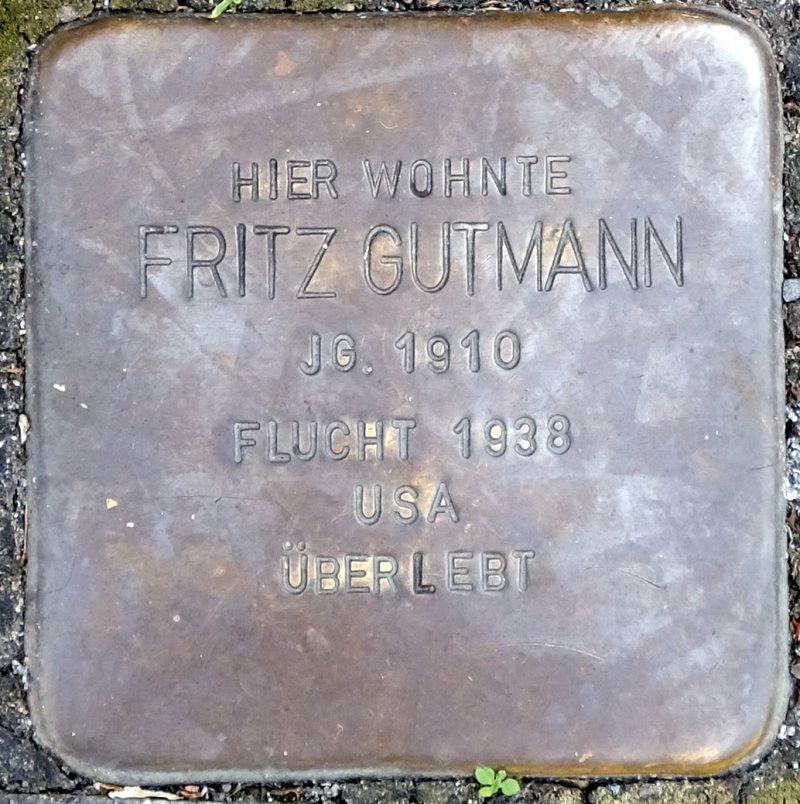 HIER WOHNTE
FRITZ GUTMANN
JG. 1910
FLUCHT 1938
USA
ÜBERLEBT